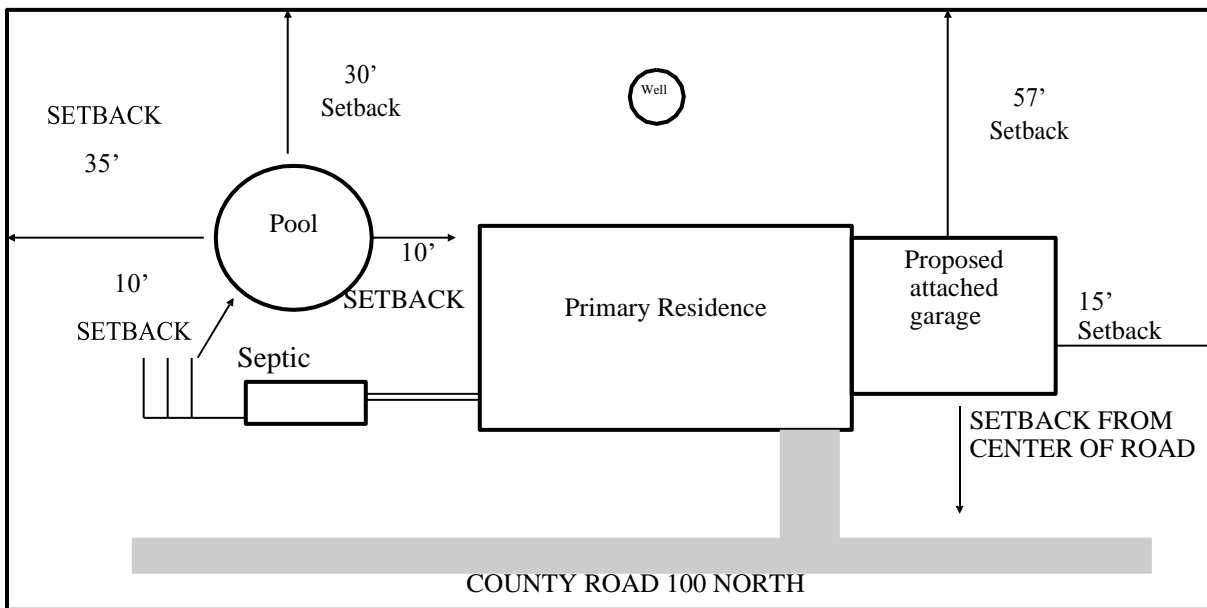 30’
Setback
Well
57’
Setback
SETBACK
35’
Pool
10’
SETBACK
10’
SETBACK
Primary Residence
Proposed
attached
garage
15’
Setback
Septic
SETBACK FROM
CENTER OF ROAD
COUNTY ROAD 100 NORTH